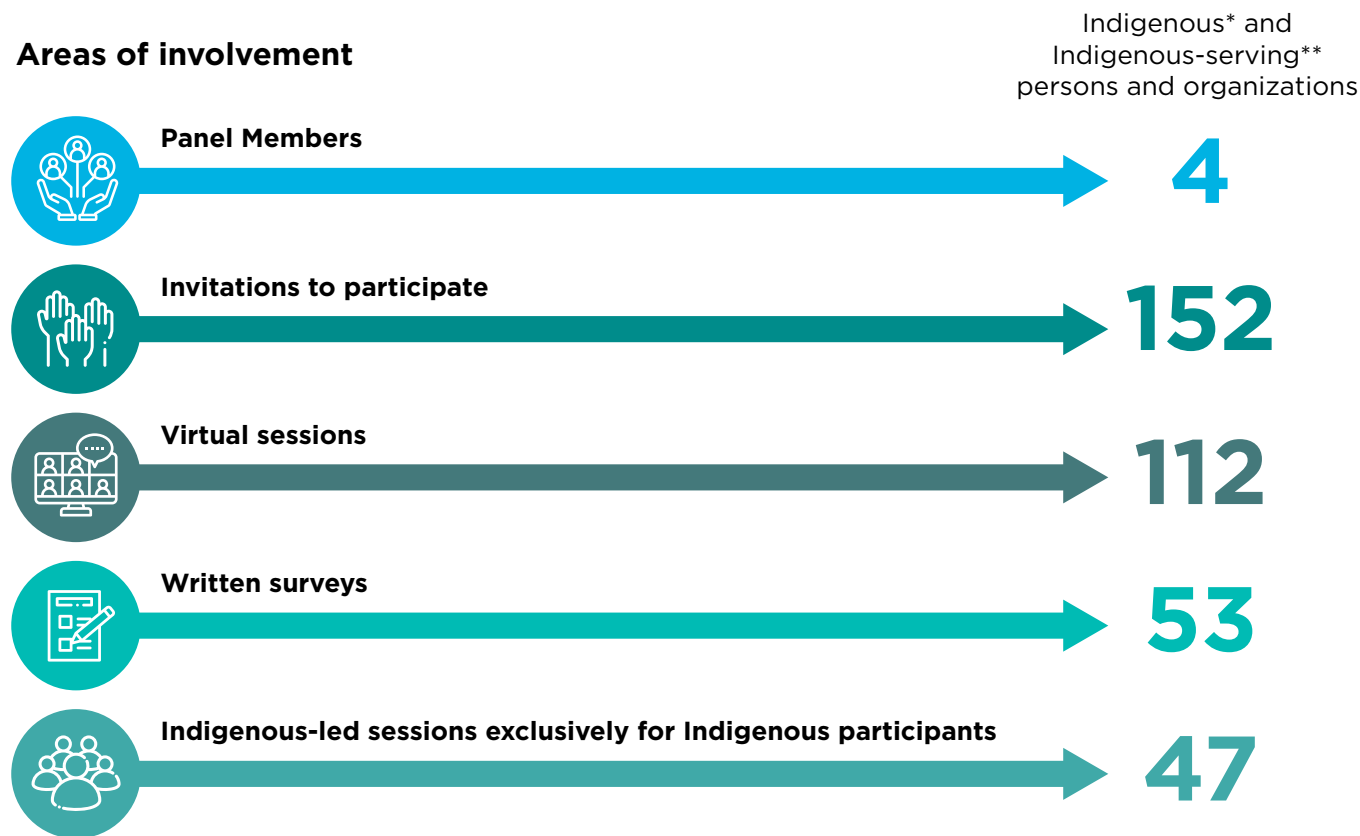 Areas of involvement
Indigenous* and
Indigenous-serving**
persons and organizations
Panel Members
4
Invitations to participate
152
Virtual sessions
112
Written surveys
53
Indigenous-led sessions exclusively for Indigenous participants
47